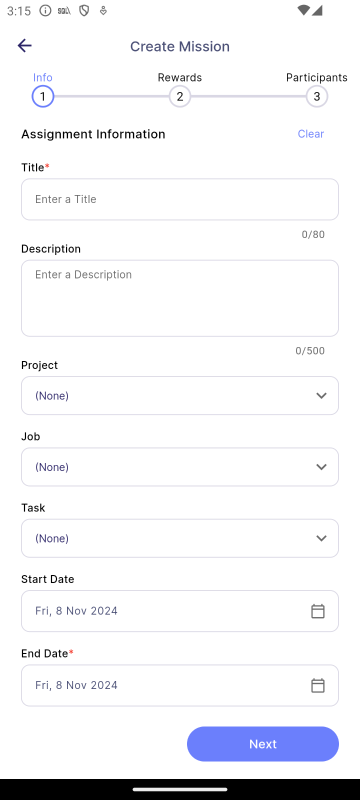 3:15
Create Mission
Info Rewards Participants
1 2 3
Assignment Information Clear
Title*
Enter a Title
0/80
Description
Enter a Description
0/500
Project
(None)
Job
(None)
Task
(None)
Start Date
Fri, 8 Nov 2024
End Date*
Fri, 8 Nov 2024
Next